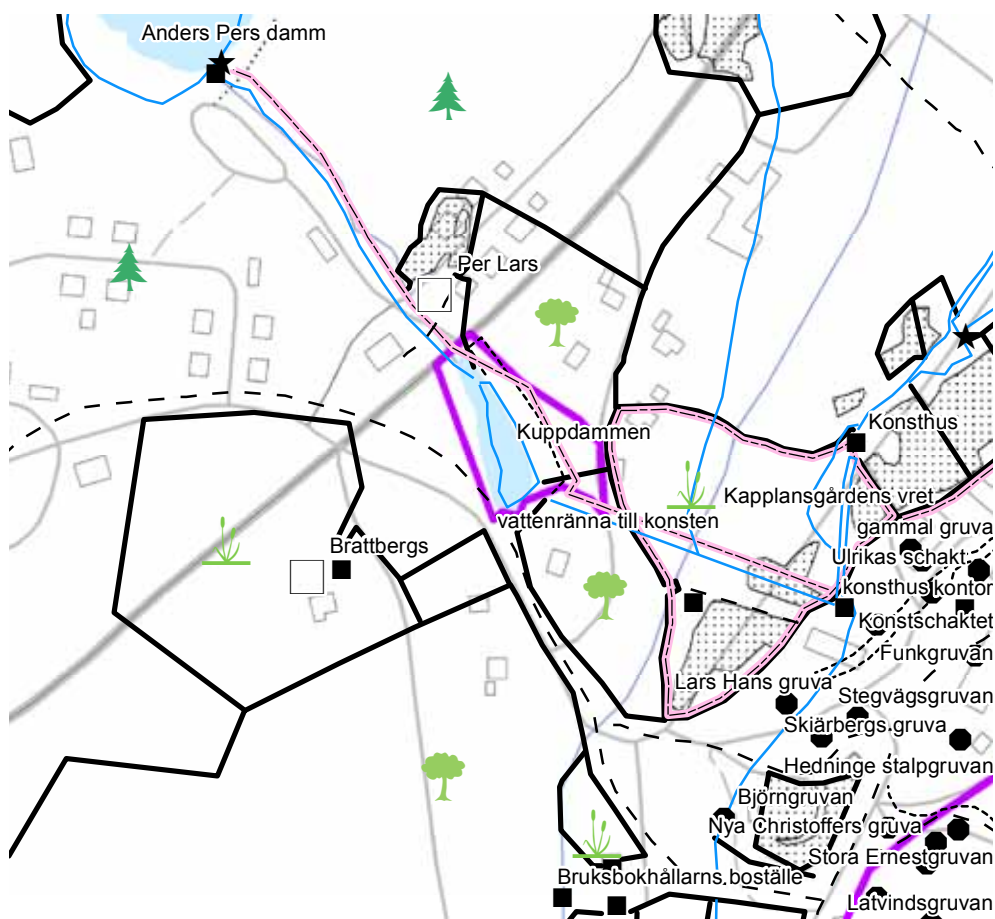 Anders Pers damm
Per Lars
Kuppdammen
Konsthus
Kapplansgårdens vret
vattenränna till konsten
gammal gruva
Brattbergs
Ulrikas schakt
konsthus kontor
Konstschaktet
Funkgruvan
Lars Hans gruva
Stegvägsgruvan
Skiärbergs gruva
Hedninge stalpgruvan
Björngruvan
Nya Christoffers gruva
Stora Ernestgruvan
Bruksbokhållarns boställe
Latvindsgruvan